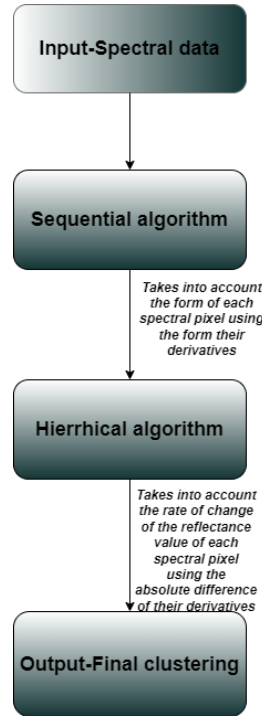 Input-Spectral data
Sequential algorithm
Takes into account
the form of each
spectral pixel using
the form their
derivatives
Hierrhical algorithm
Takes into account
the rate of change
of the reflectance
value of each
spectral pixel
using the
absolute difference
of their derivatives
Output-Final clustering